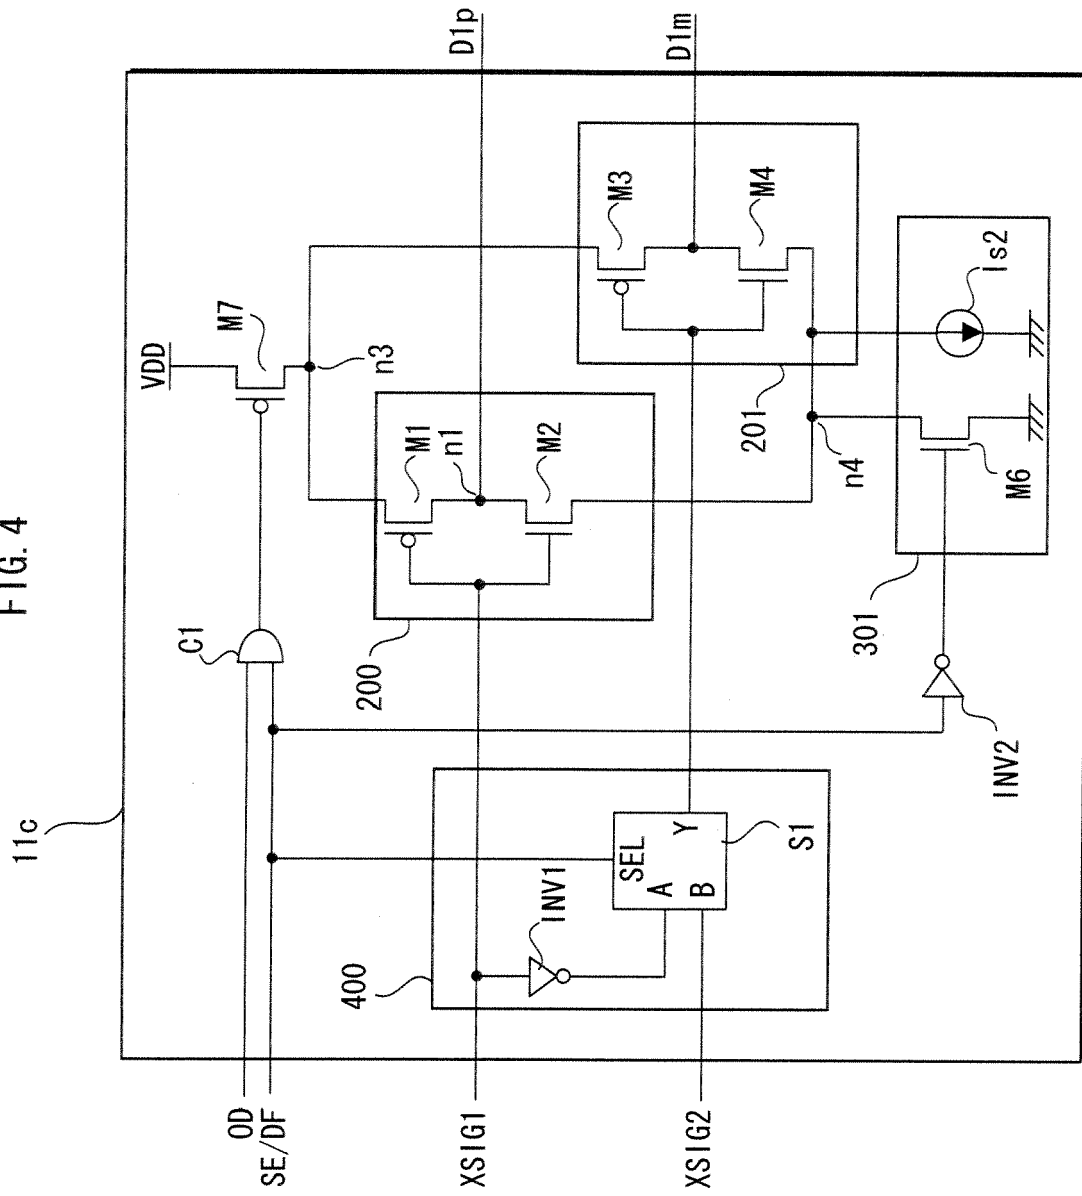 FIG. 4
11c
VDD
M7
n3
C1
OD
SE/DF
D1p
D1m
200
M1
n1
M2
M3
M4
201
n4
400
INV1
SEL
A
B
Y
S1
XSIG1
XSIG2
301
M6
Is2
INV2